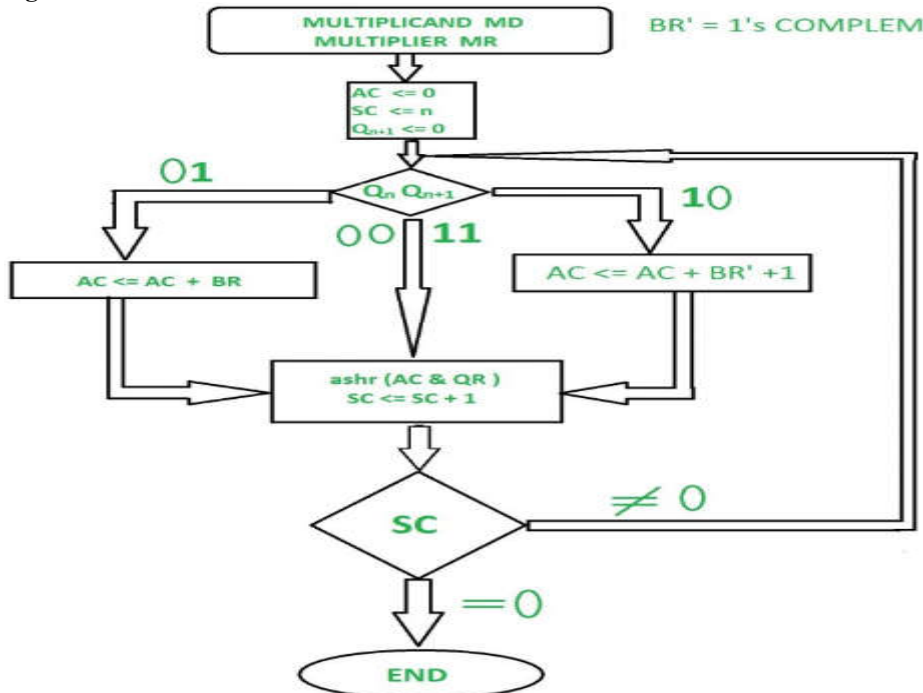 MULTIPLICAND MD
MULTIPLIER MR
BR' = 1's COMPLEM
AC <= 0
SC <= n
Qn+1 <= 0
01
Qn Qn+1
10
00
11
AC <= AC + BR
AC <= AC + BR' +1
ashr (AC & QR )
SC <= SC + 1
SC
≠ 0
=0
END